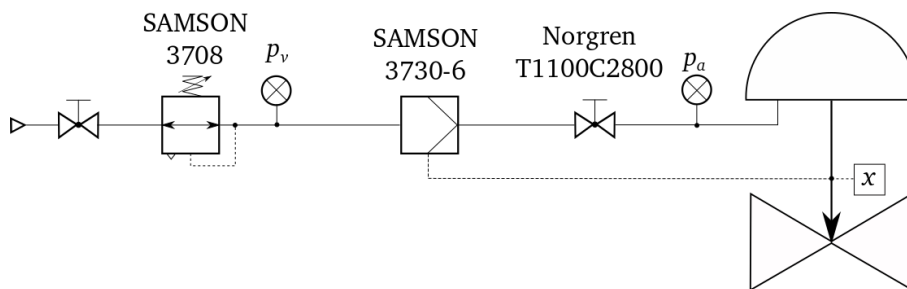 SAMSON
3708
p_v
SAMSON
3730-6
Norgren
T1100C2800
p_a
x